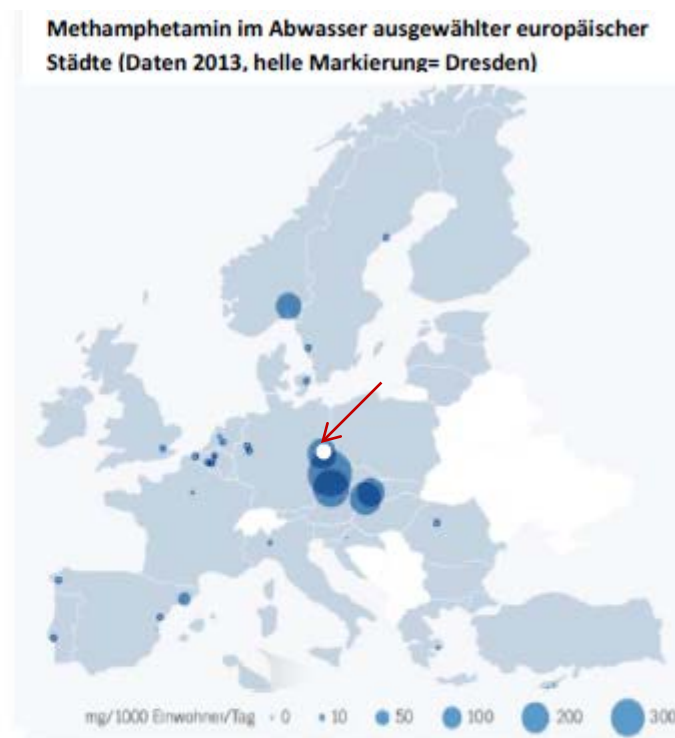 Methamphetamin im Abwasser ausgewählter europäischer
Städte (Daten 2013, helle Markierung= Dresden)
mg/1000 Einwohner/Tag 0 10 50 100 200 300